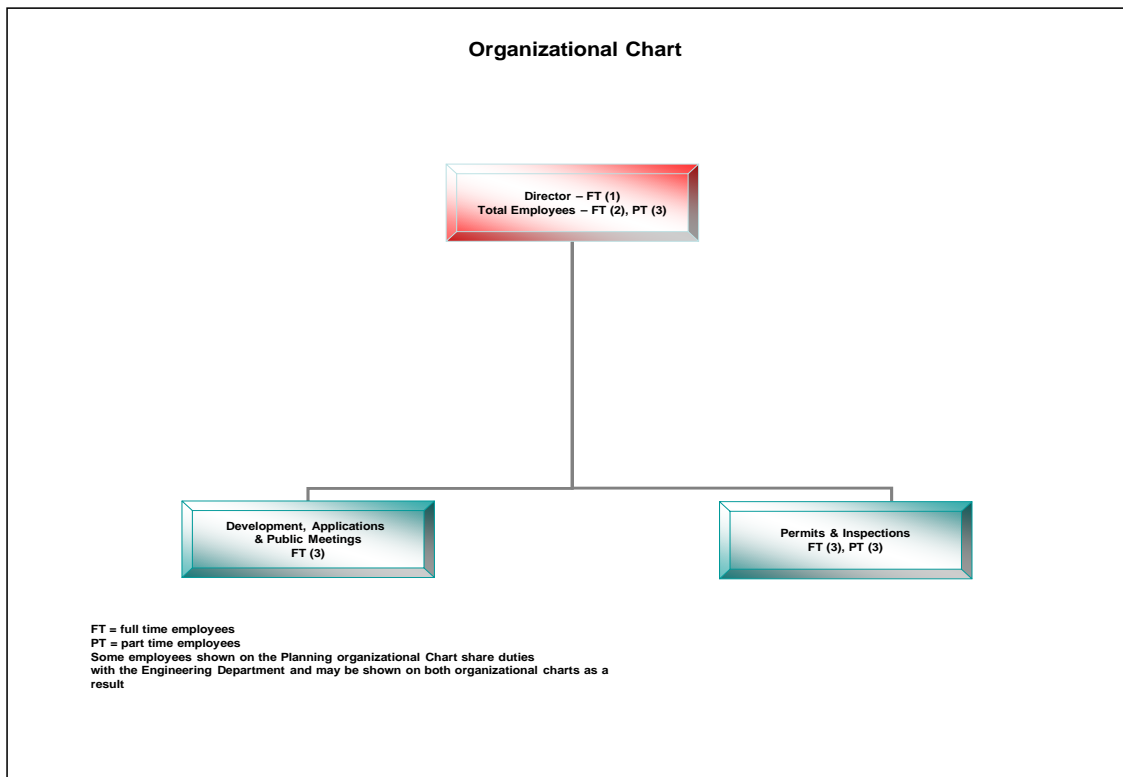 Organizational Chart
Director – FT (1)
Total Employees – FT (2), PT (3)
Development, Applications
& Public Meetings
FT (3)
Permits & Inspections
FT (3), PT (3)
FT = full time employees
PT = part time employees
Some employees shown on the Planning organizational Chart share duties
with the Engineering Department and may be shown on both organizational charts as a
result